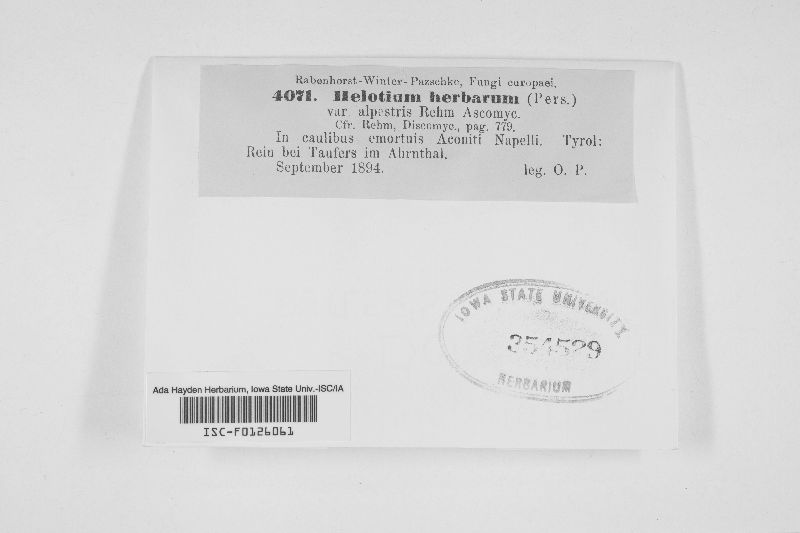 Rabenhorst-Winter-Pazschke, Fungi europaei.
4071. Helotium herbarum (Pers.)
var. alpestris Rehm Ascomyc.
Cfr. Rehm, Discomyc., pag. 779.
In caulibus emortuis Aconiti Napelli. Tyrol:
Rein bei Taufers im Ahrnthal.
September 1894. leg. O. P.
IOWA STATE UNIVERSITY
354529
HERBARIUM
Ada Hayden Herbarium, Iowa State Univ.-ISC/IA
ISC-F0126061